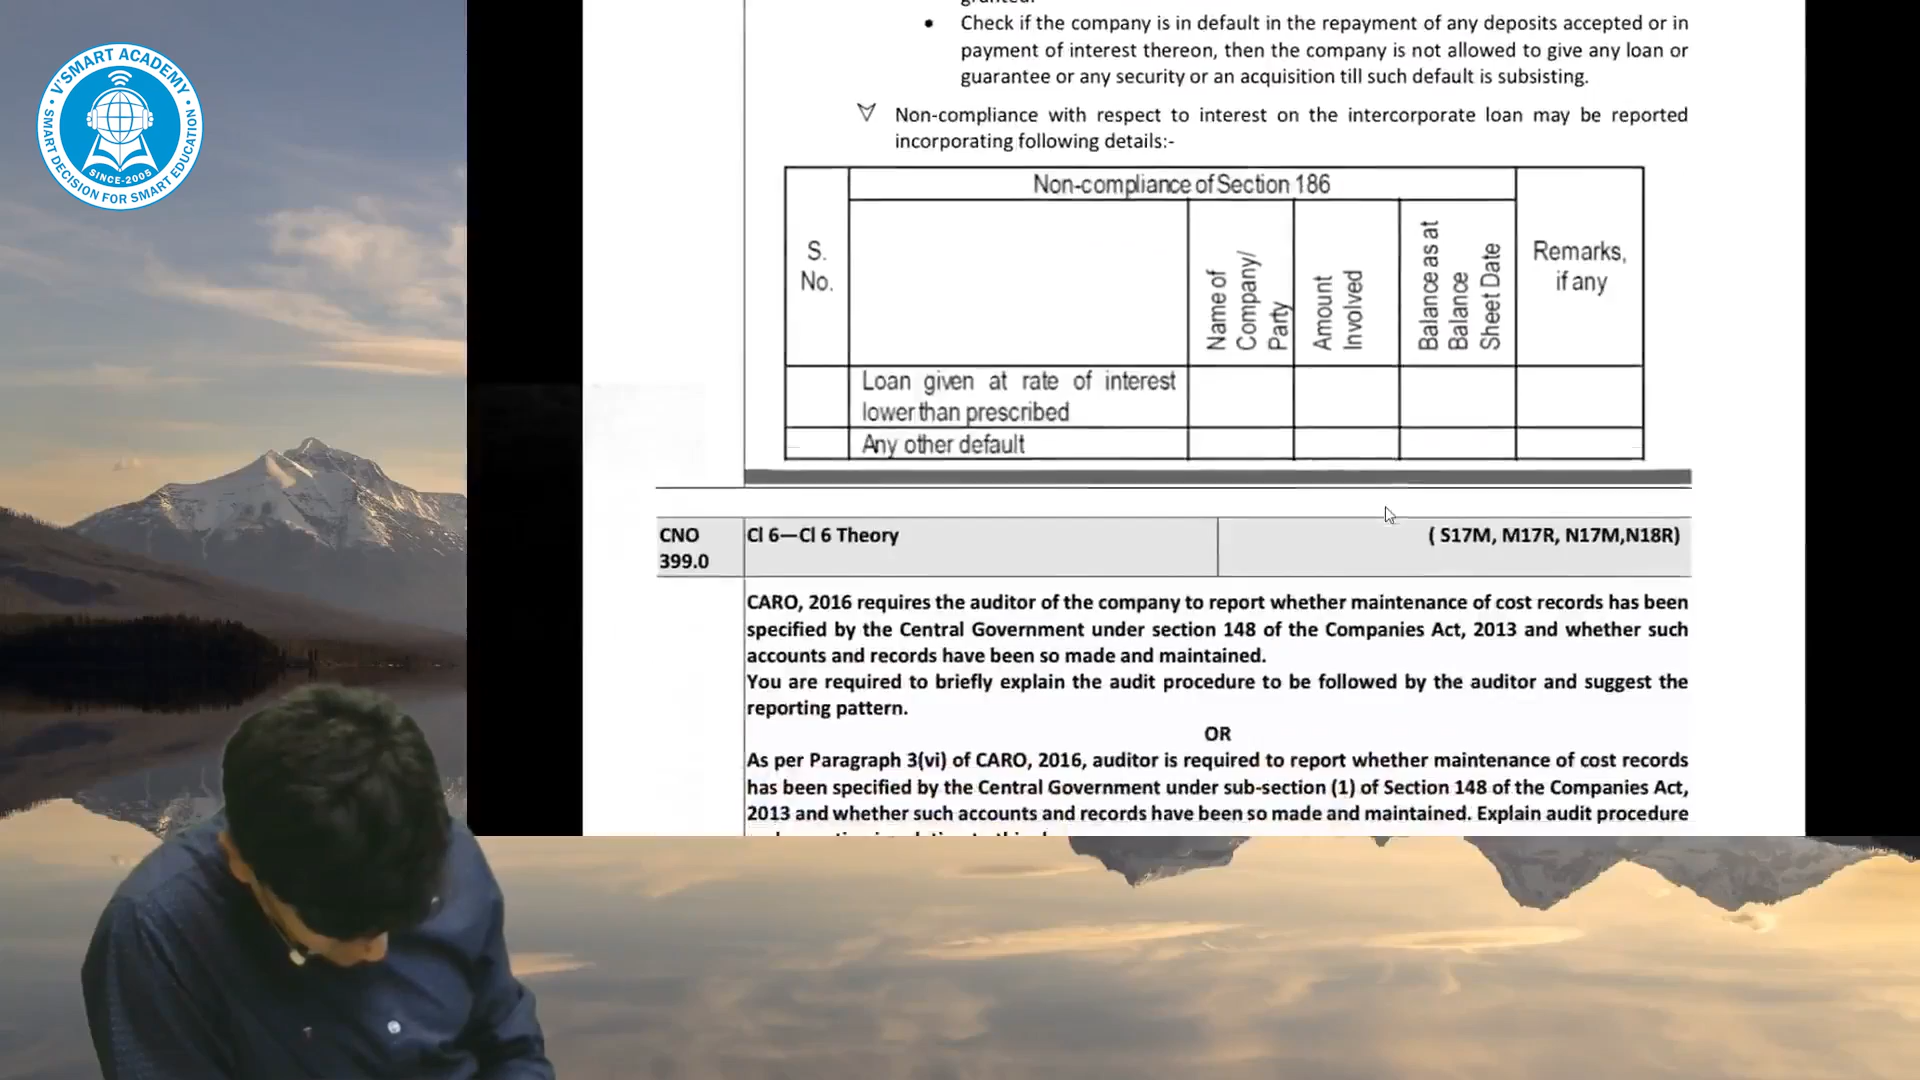 V'SMART ACADEMY
SINCE-2005
SMART DECISION FOR SMART EDUCATION
• Check if the company is in default in the repayment of any deposits accepted or in
payment of interest thereon, then the company is not allowed to give any loan or
guarantee or any security or an acquisition till such default is subsisting.
Non-compliance with respect to interest on the intercorporate loan may be reported
incorporating following details:-
S. No.
Non-compliance of Section 186
Name of Company/ Party
Amount Involved
Balance as at Balance Sheet Date
Remarks, if any
Loan given at rate of interest
lower than prescribed
Any other default
CNO 399.0
Cl 6—Cl 6 Theory
( S17M, M17R, N17M,N18R)
CARO, 2016 requires the auditor of the company to report whether maintenance of cost records has been
specified by the Central Government under section 148 of the Companies Act, 2013 and whether such
accounts and records have been so made and maintained.
You are required to briefly explain the audit procedure to be followed by the auditor and suggest the
reporting pattern.
OR
As per Paragraph 3(vi) of CARO, 2016, auditor is required to report whether maintenance of cost records
has been specified by the Central Government under sub-section (1) of Section 148 of the Companies Act,
2013 and whether such accounts and records have been so made and maintained. Explain audit procedure